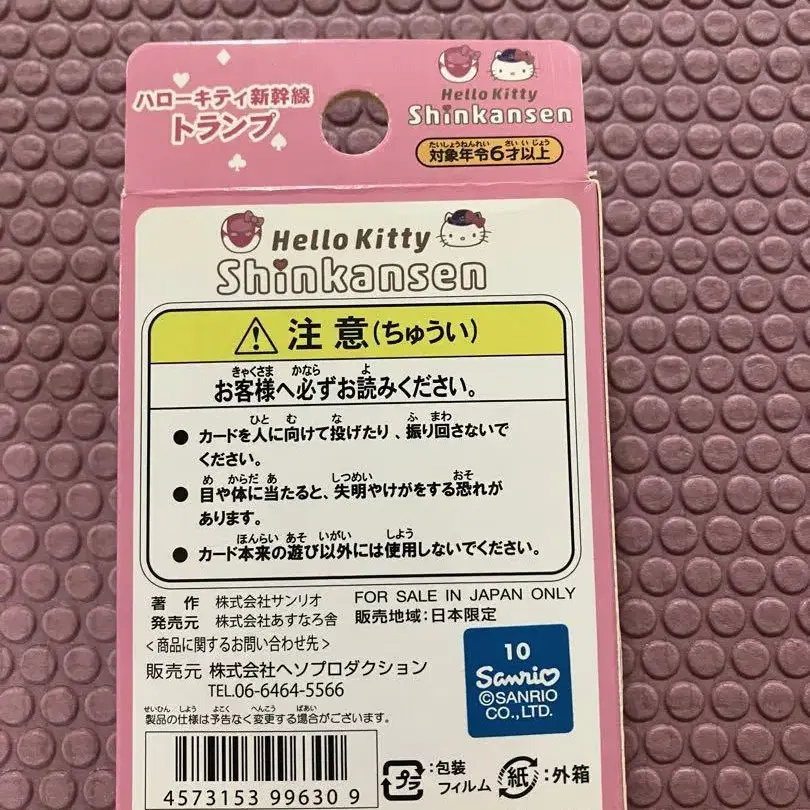 ハローキティ新幹線
トランプ
Hello Kitty
Shinkansen
たいしょうねんれい さいいじょう
対象年令6才以上
Hello Kitty
Shinkansen
注意(ちゅうい)
きゃくさま かなら よ
お客様へ必ずお読みください。
ひと む な ふ まわ
● カードを人に向けて投げたり、振り回さないで
ください。
め からだ あ しつめい おそ
● 目や体に当たると、失明やけがをする恐れが
あります。
ほんらい あそ いがい しよう
● カード本来の遊び以外には使用しないでください。
著 作 株式会社サンリオ
発売元 株式会社あすなろ舎
FOR SALE IN JAPAN ONLY
販売地域:日本限定
<商品に関するお問い合わせ先>
販売元 株式会社ヘソプロダクション
TEL.06-6464-5566
せいひん しよう よこく へんこう ばあい
製品の仕様は予告なく変更する場合がございます。
10
Sanrio
©SANRIO
CO.,LTD.
4573153 99630 9
プラ
:包装
フィルム
紙
:外箱